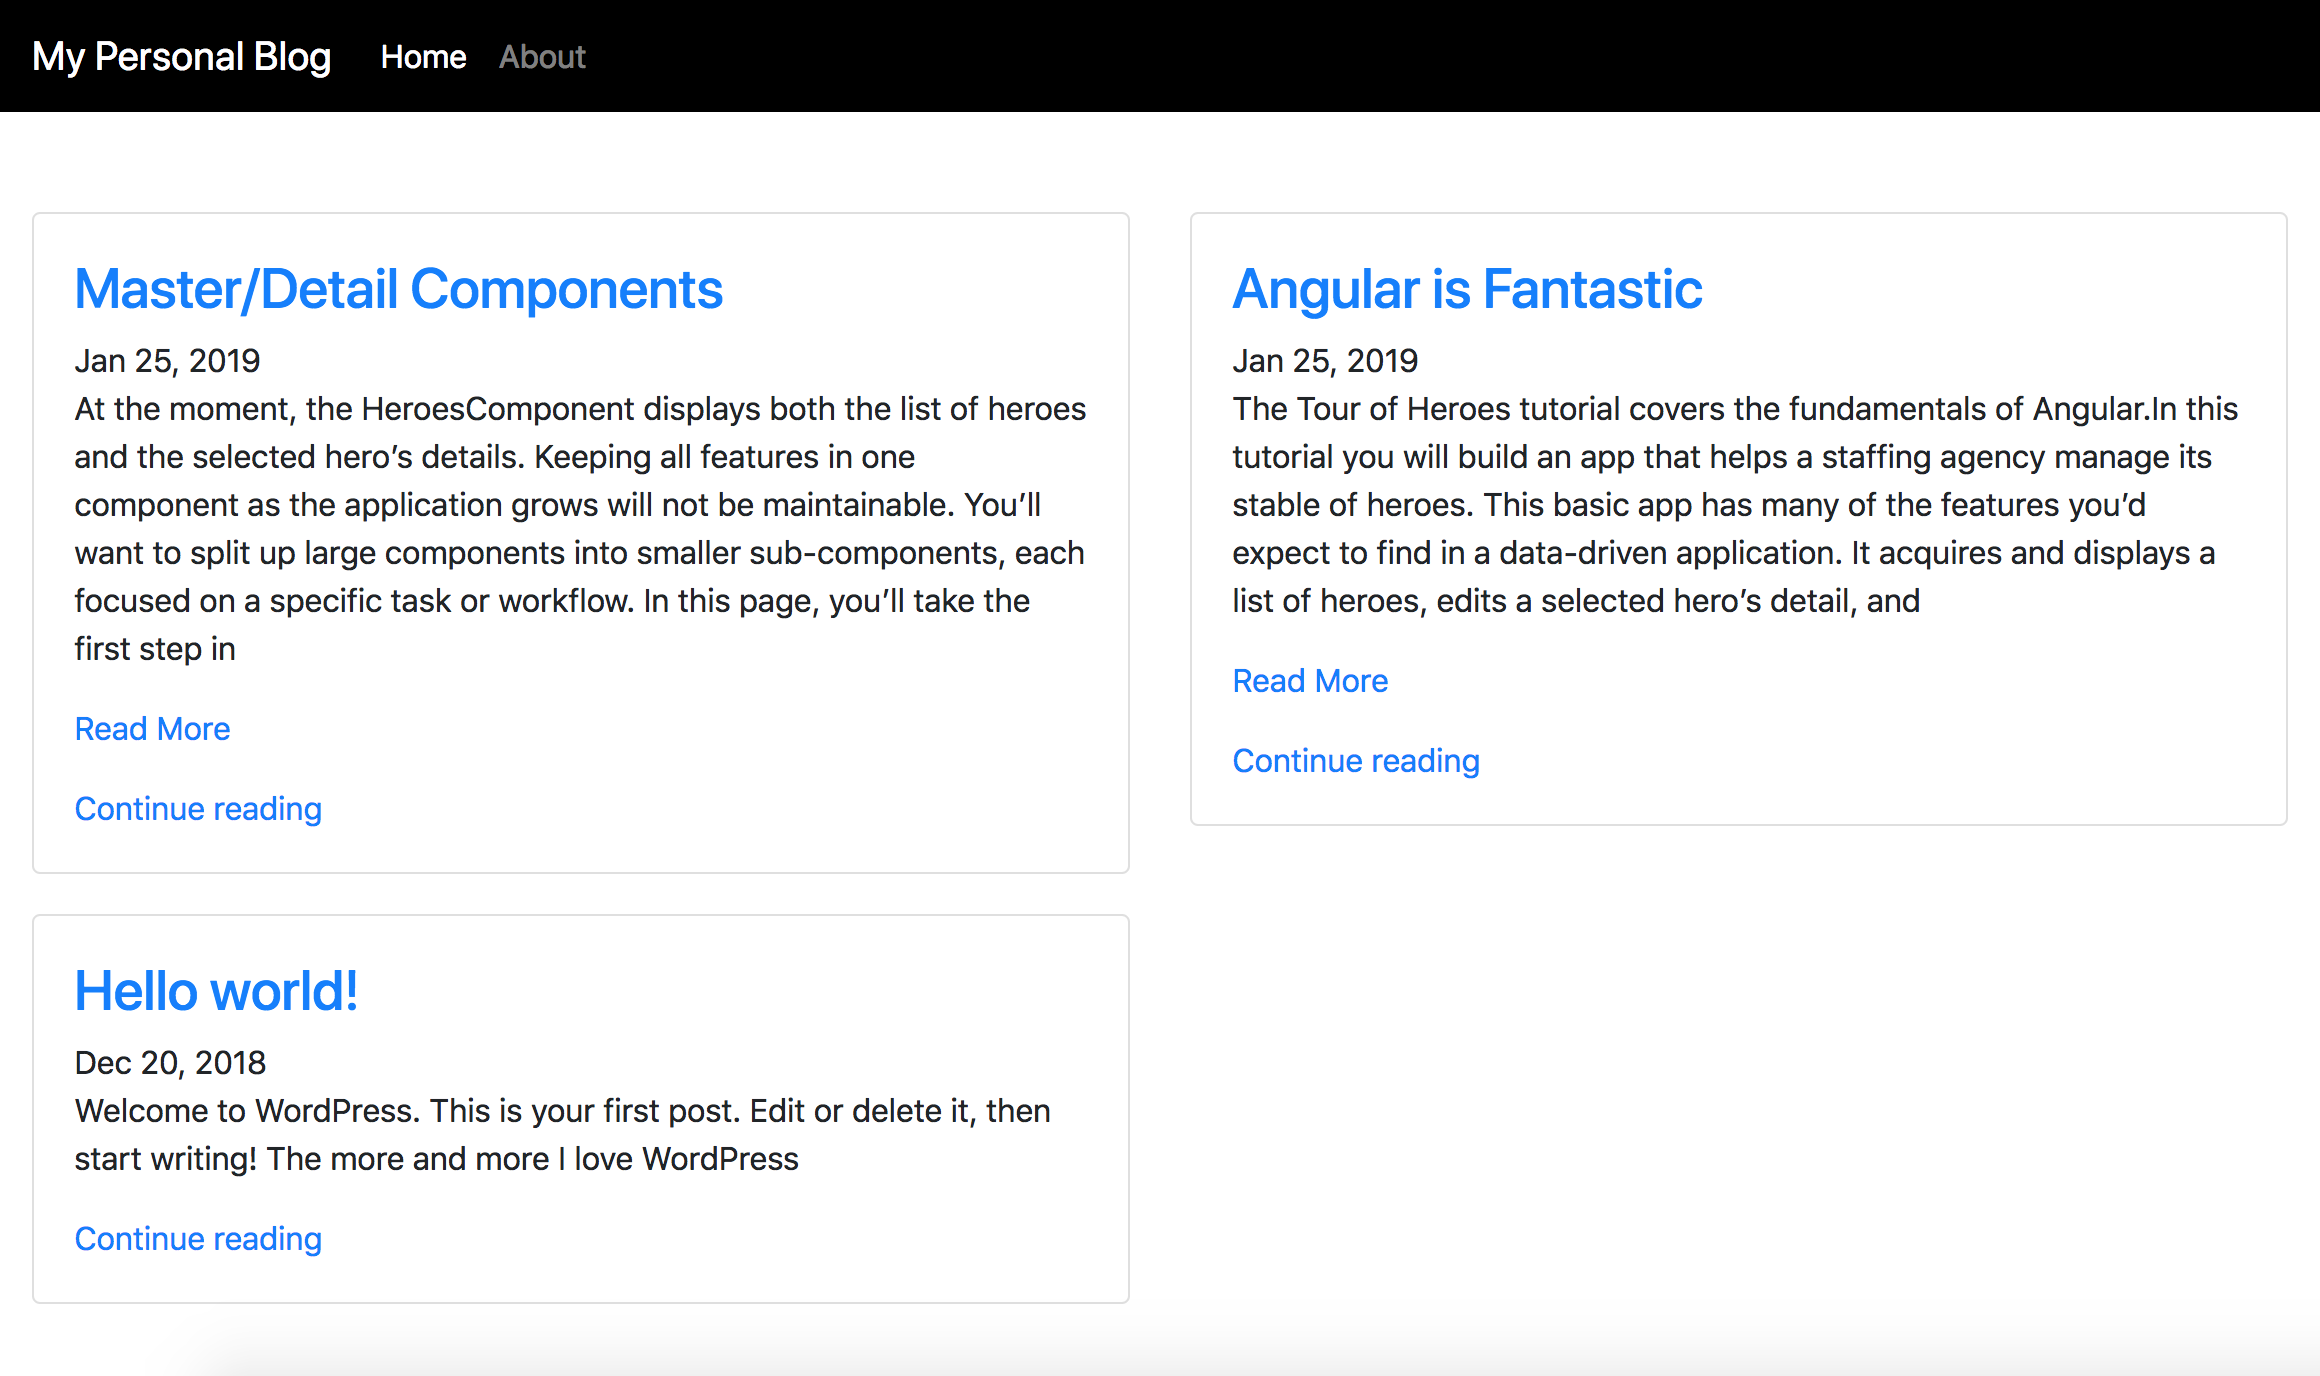 My Personal Blog Home About
Master/Detail Components
Jan 25, 2019
At the moment, the HeroesComponent displays both the list of heroes
and the selected hero’s details. Keeping all features in one
component as the application grows will not be maintainable. You’ll
want to split up large components into smaller sub-components, each
focused on a specific task or workflow. In this page, you’ll take the
first step in
Read More
Continue reading
Angular is Fantastic
Jan 25, 2019
The Tour of Heroes tutorial covers the fundamentals of Angular.In this
tutorial you will build an app that helps a staffing agency manage its
stable of heroes. This basic app has many of the features you’d
expect to find in a data-driven application. It acquires and displays a
list of heroes, edits a selected hero’s detail, and
Read More
Continue reading
Hello world!
Dec 20, 2018
Welcome to WordPress. This is your first post. Edit or delete it, then
start writing! The more and more I love WordPress
Continue reading